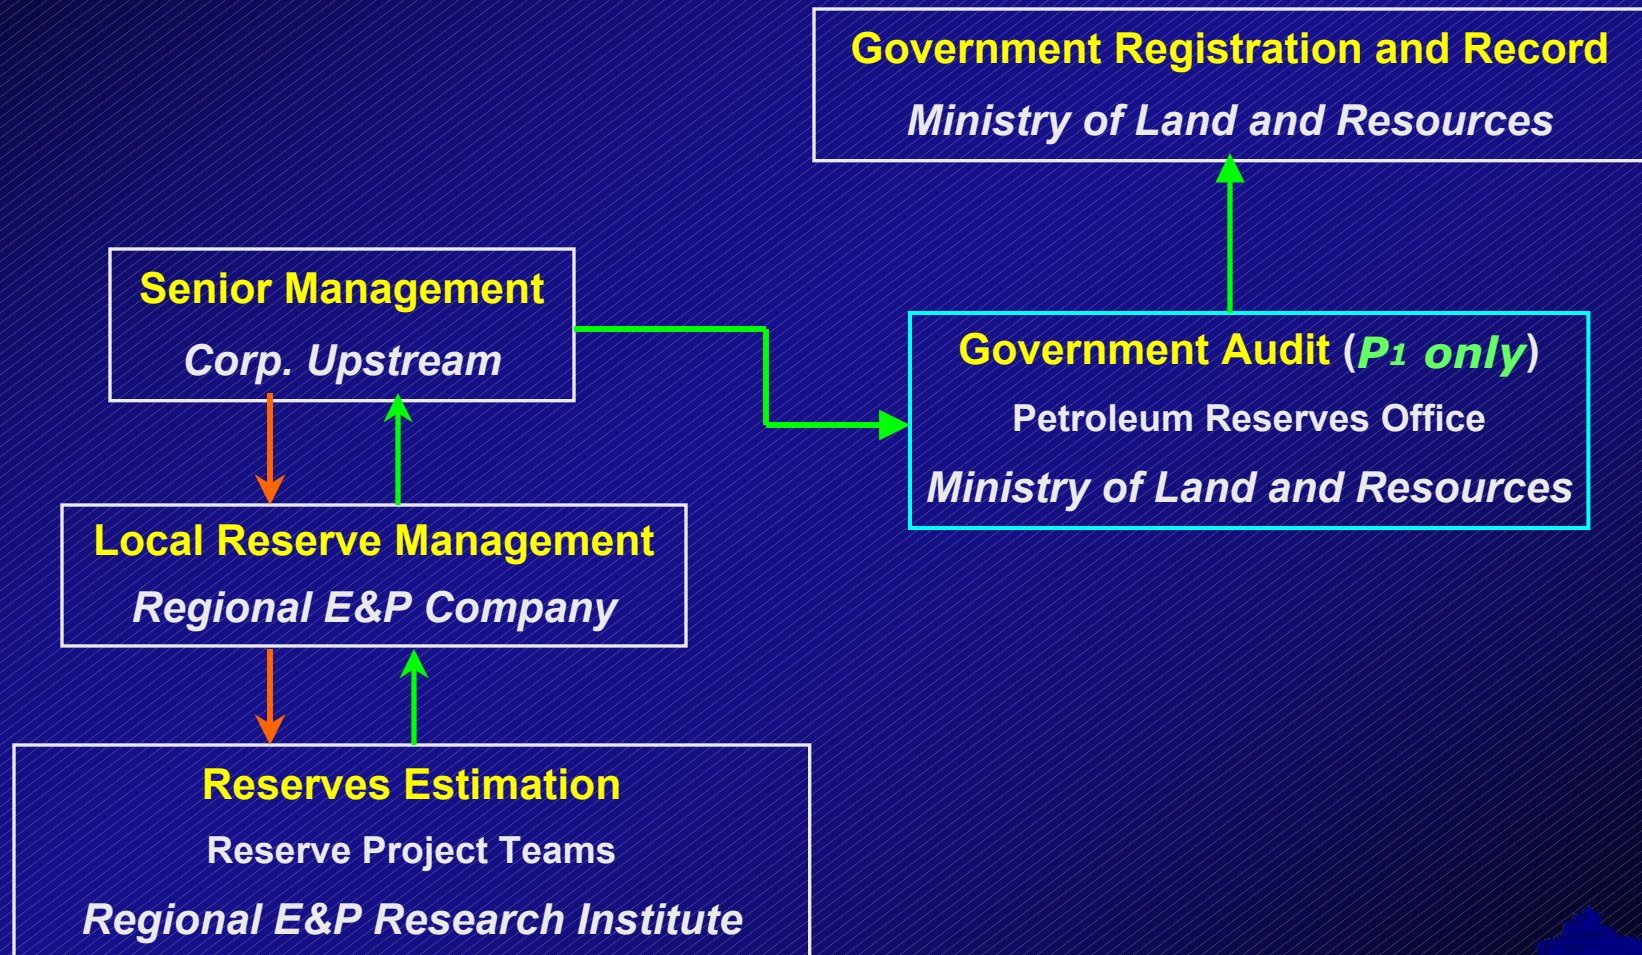 Government Registration and Record
Ministry of Land and Resources
Senior Management
Corp. Upstream
Government Audit (P1 only)
Petroleum Reserves Office
Ministry of Land and Resources
Local Reserve Management
Regional E&P Company
Reserves Estimation
Reserve Project Teams
Regional E&P Research Institute